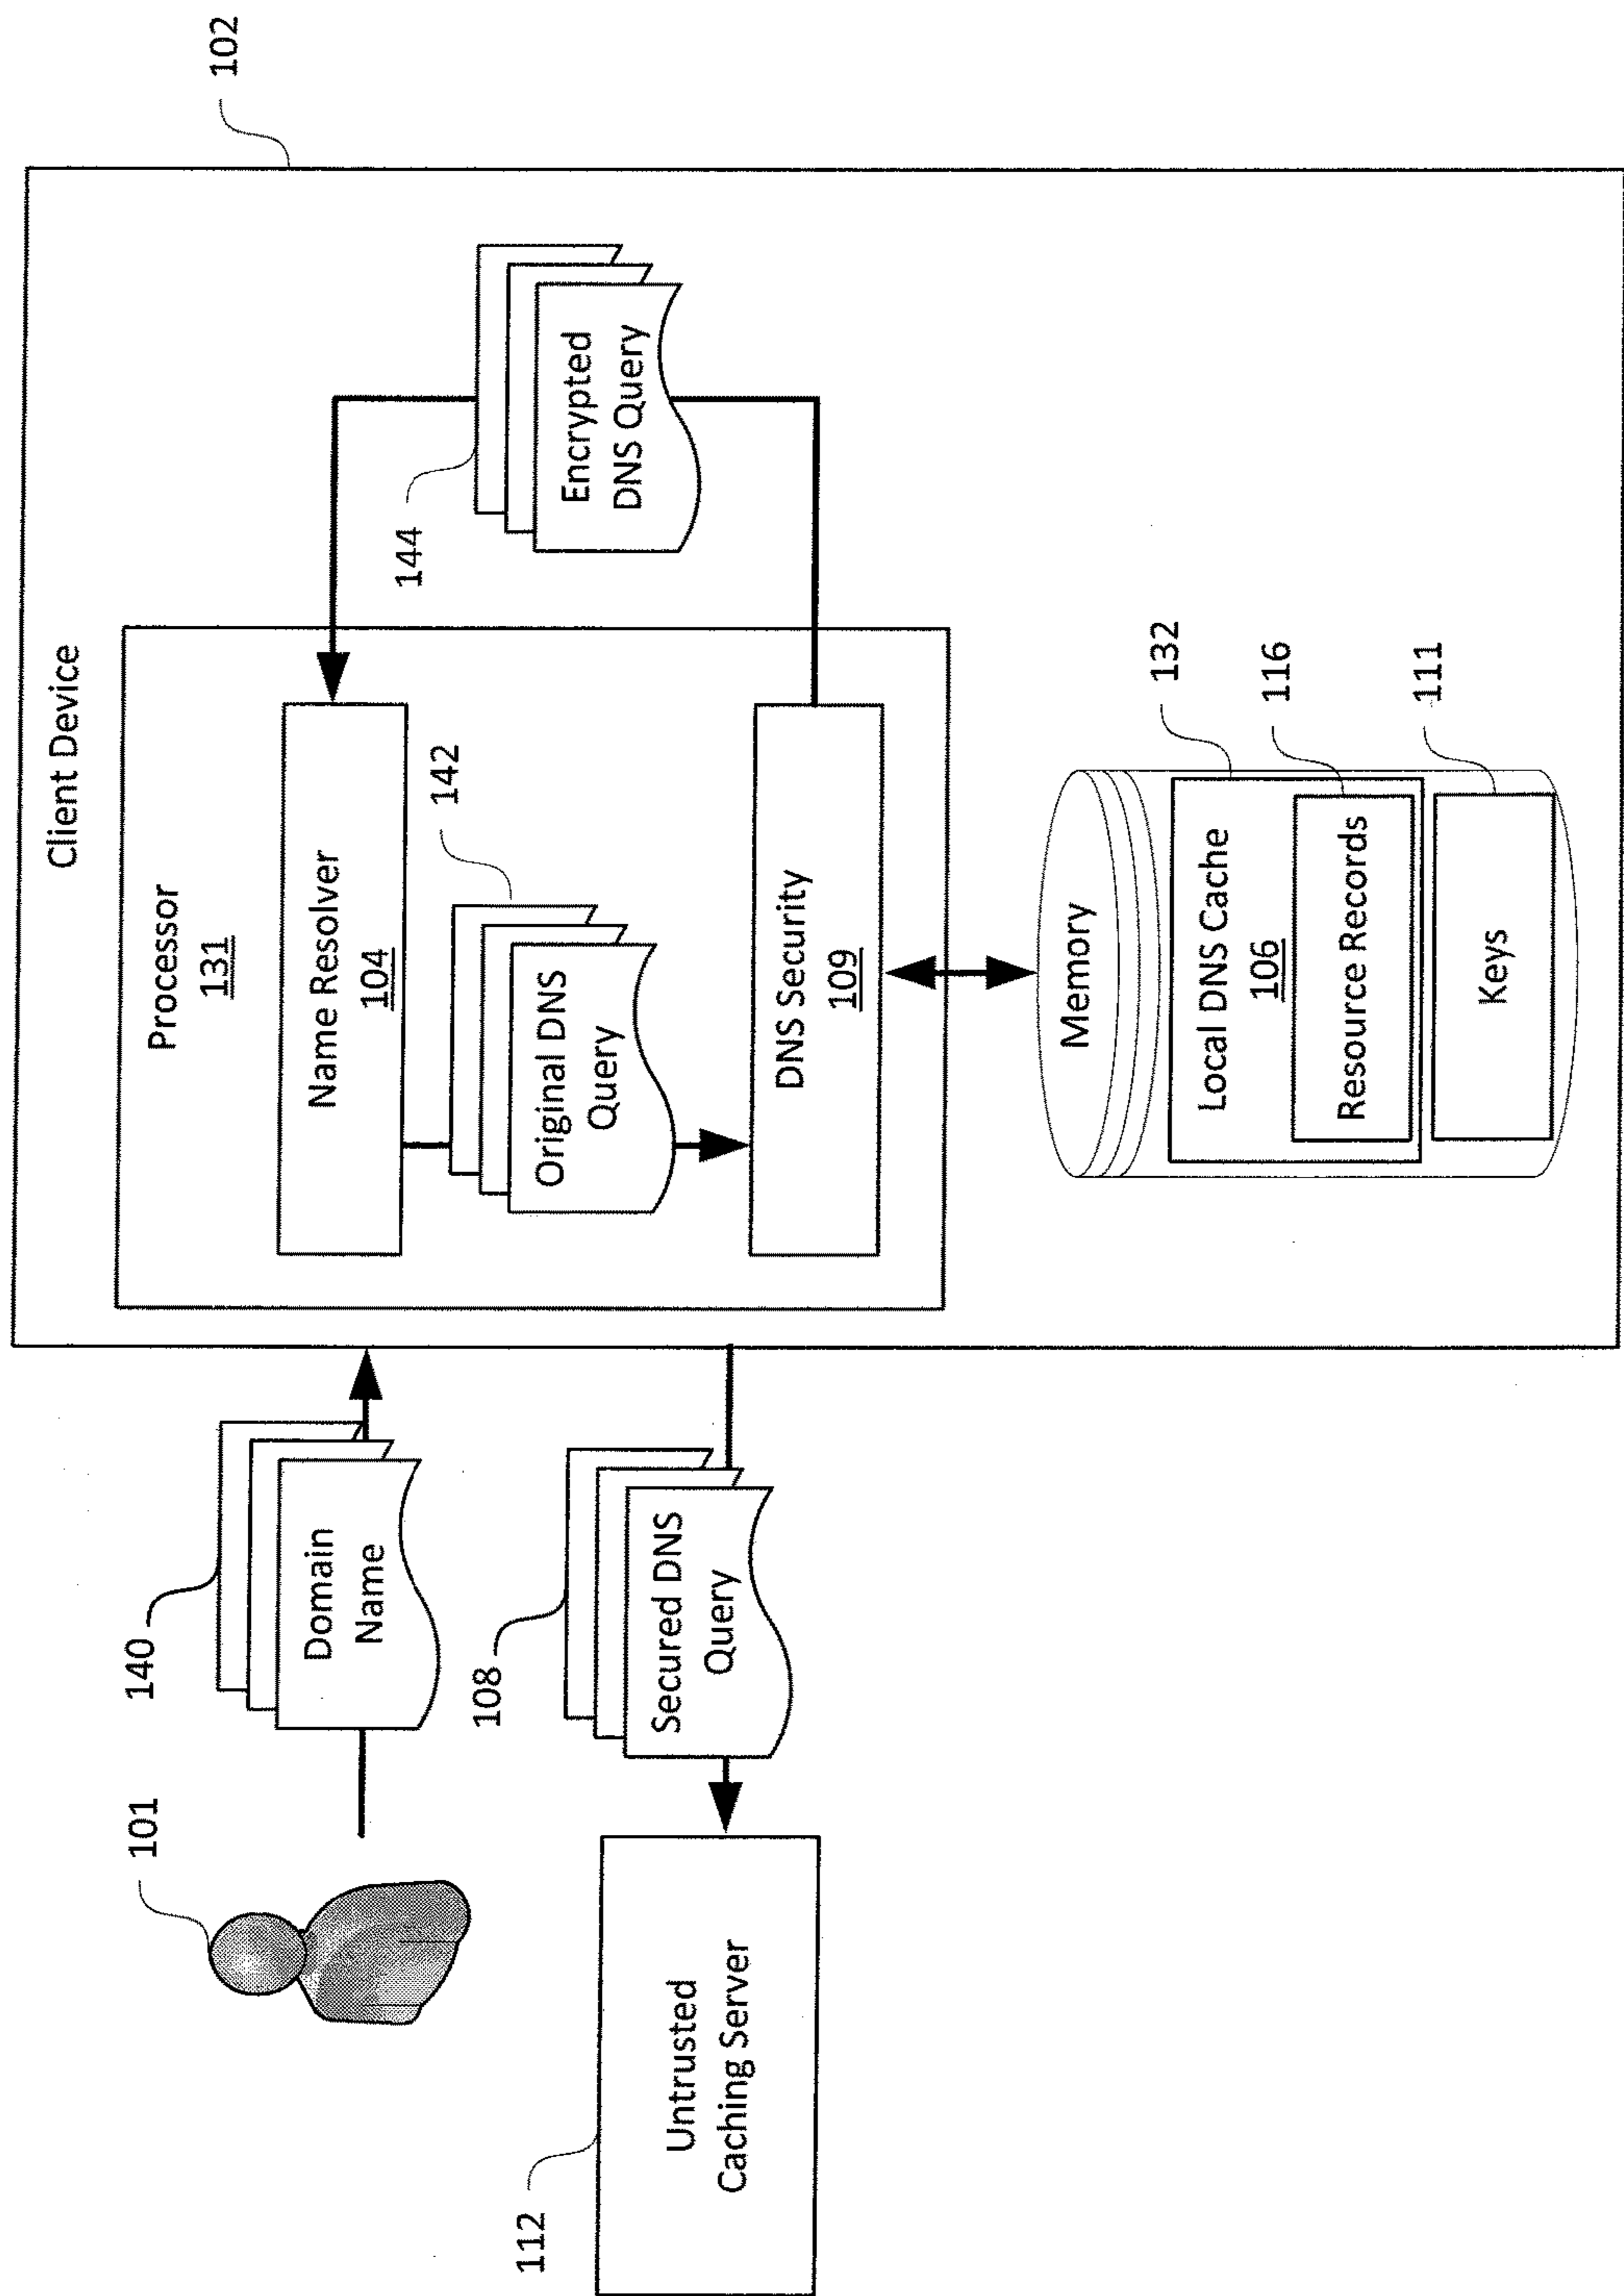 102
Client Device
Processor
131
Name Resolver
104
142
Original DNS
Query
DNS Security
109
144
Encrypted
DNS Query
Memory
Local DNS Cache
106
Resource Records
Keys
132
116
111
101
140
Domain
Name
108
Secured DNS
Query
112
Untrusted
Caching Server